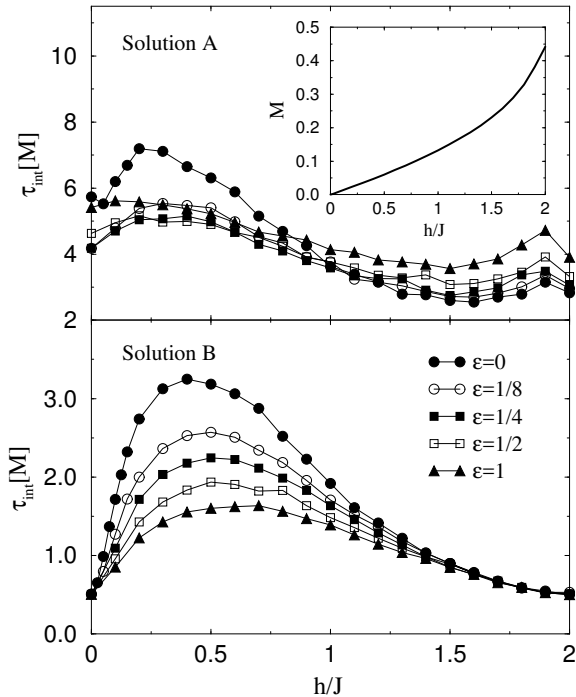 Solution A
τint[M]
10
8
6
4
2
M
0.5
0.4
0.3
0.2
0.1
0.0
0 0.5 1 1.5 2
h/J
Solution B
τint[M]
3.0
2.0
1.0
0.0
ε=0
ε=1/8
ε=1/4
ε=1/2
ε=1
0 0.5 1.0 1.5 2
h/J